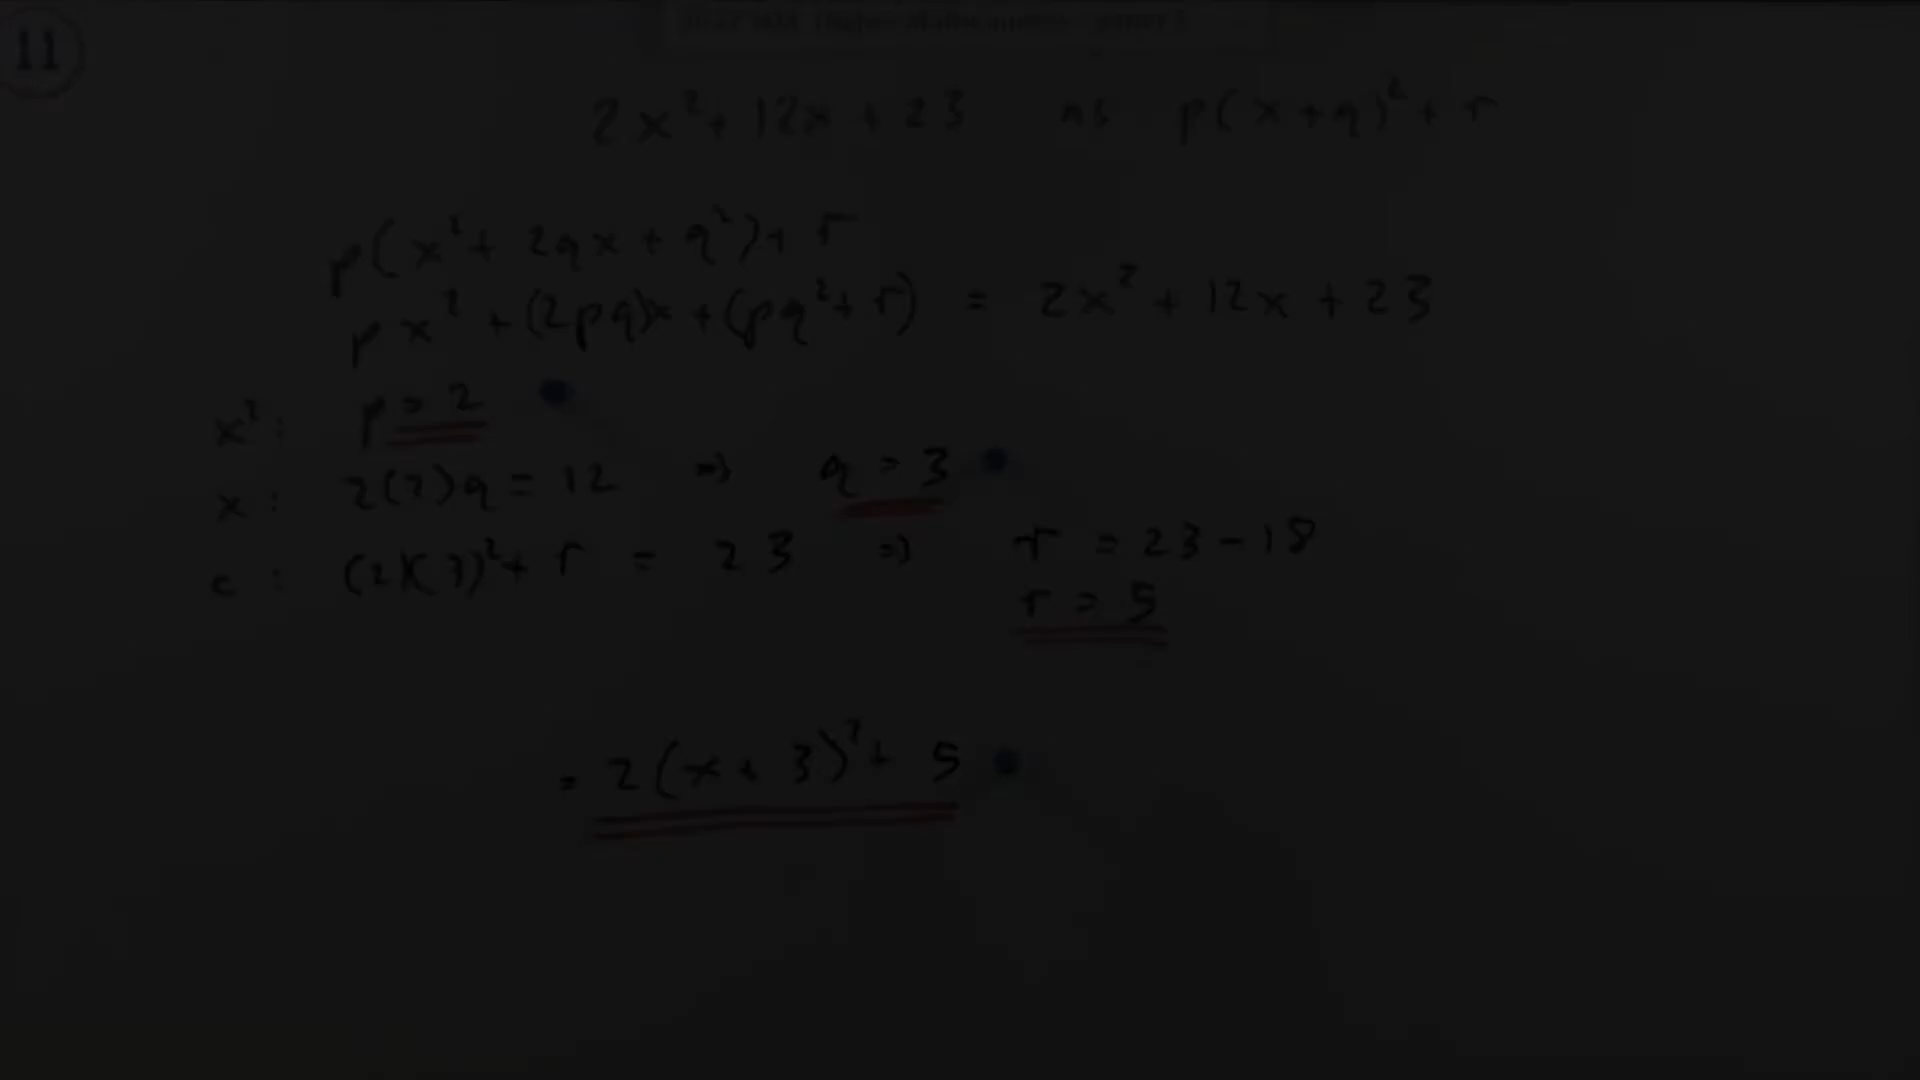 11
2x² + 12x + 23 as p(x+q)² + r
p(x² + 2qx + q²) + r
px² + (2pq)x + (pq² + r) = 2x² + 12x + 23
x² : p = 2
x : 2(2)q = 12 ⇒ q = 3
c : (2)(3)² + r = 23 ⇒ r = 23 - 18
r = 5
= 2(x + 3)² + 5